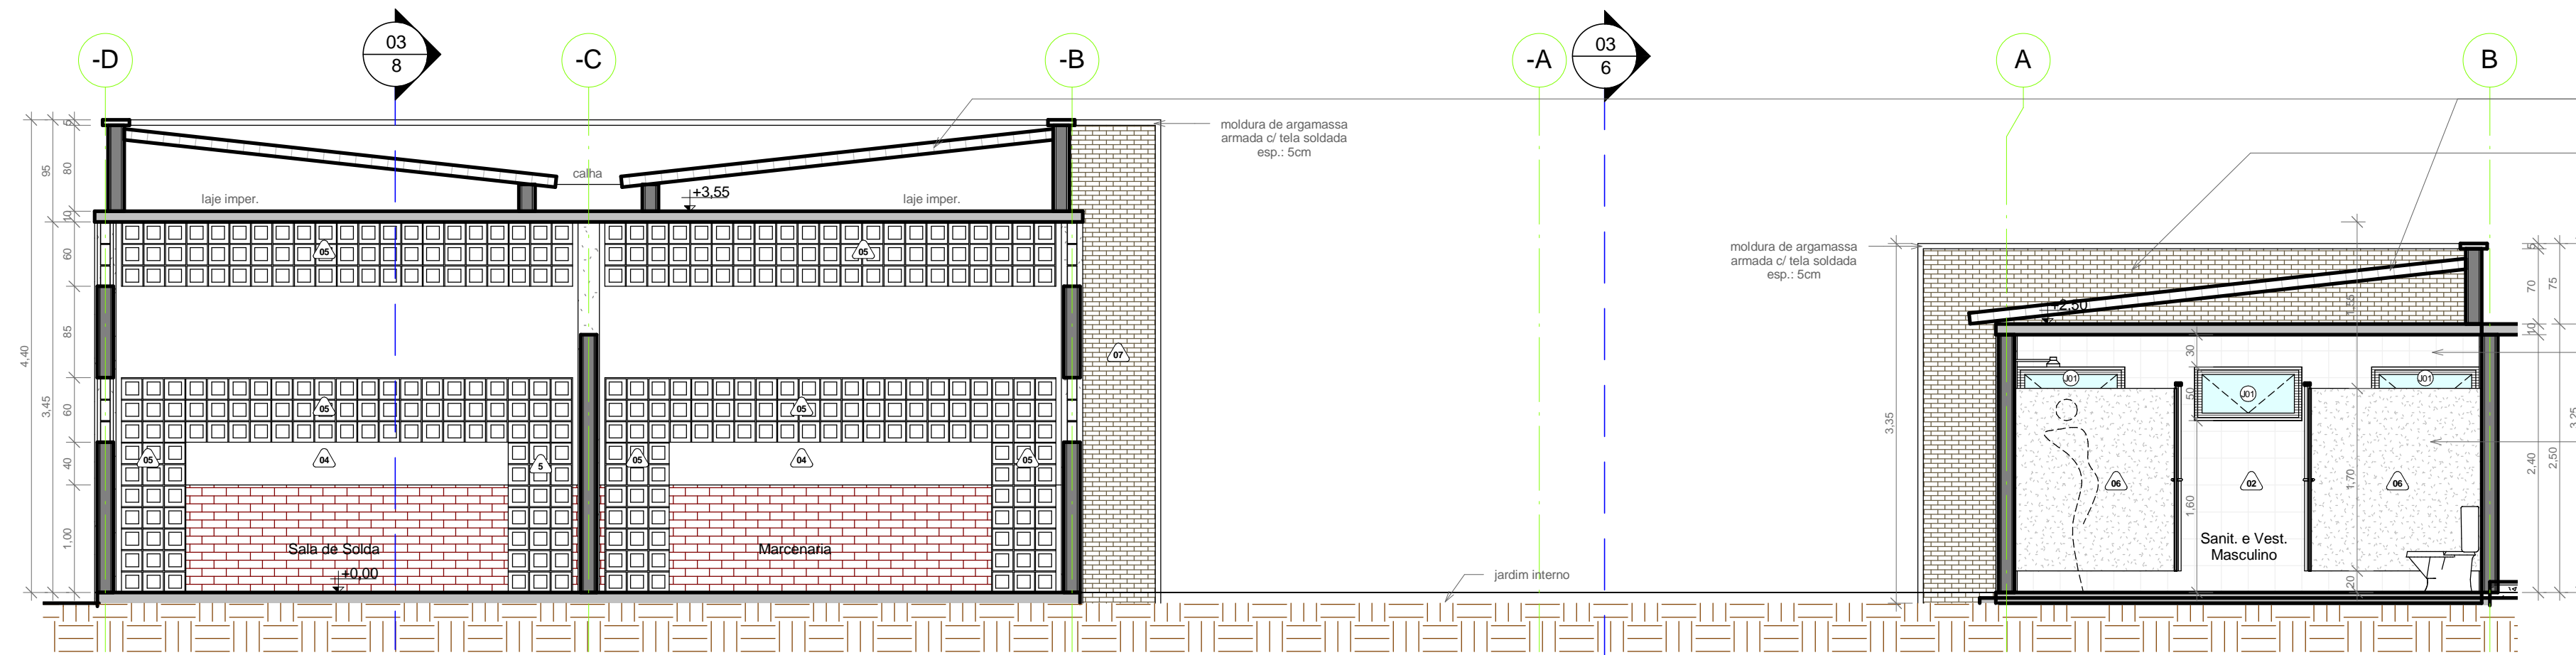 -D
03
8
-C
-B
-A
03
6
A
B
moldura de argamassa
armada c/ tela soldada
esp.: 5cm
calha
laje imper.
+3,55
laje imper.
moldura de argamassa
armada c/ tela soldada
esp.: 5cm
+2,50
5
80
95
10
60
85
4,40
3,45
60
40
1,00
05
05
07
05
05
05
04
5
05
04
05
Sala de Solda
Marcenaria
+0,00
jardim interno
3,35
30
50
1,60
1,70
20
J01
J01
J01
06
02
06
Sanit. e Vest.
Masculino
5
70
75
10
2,40
2,50
3,25